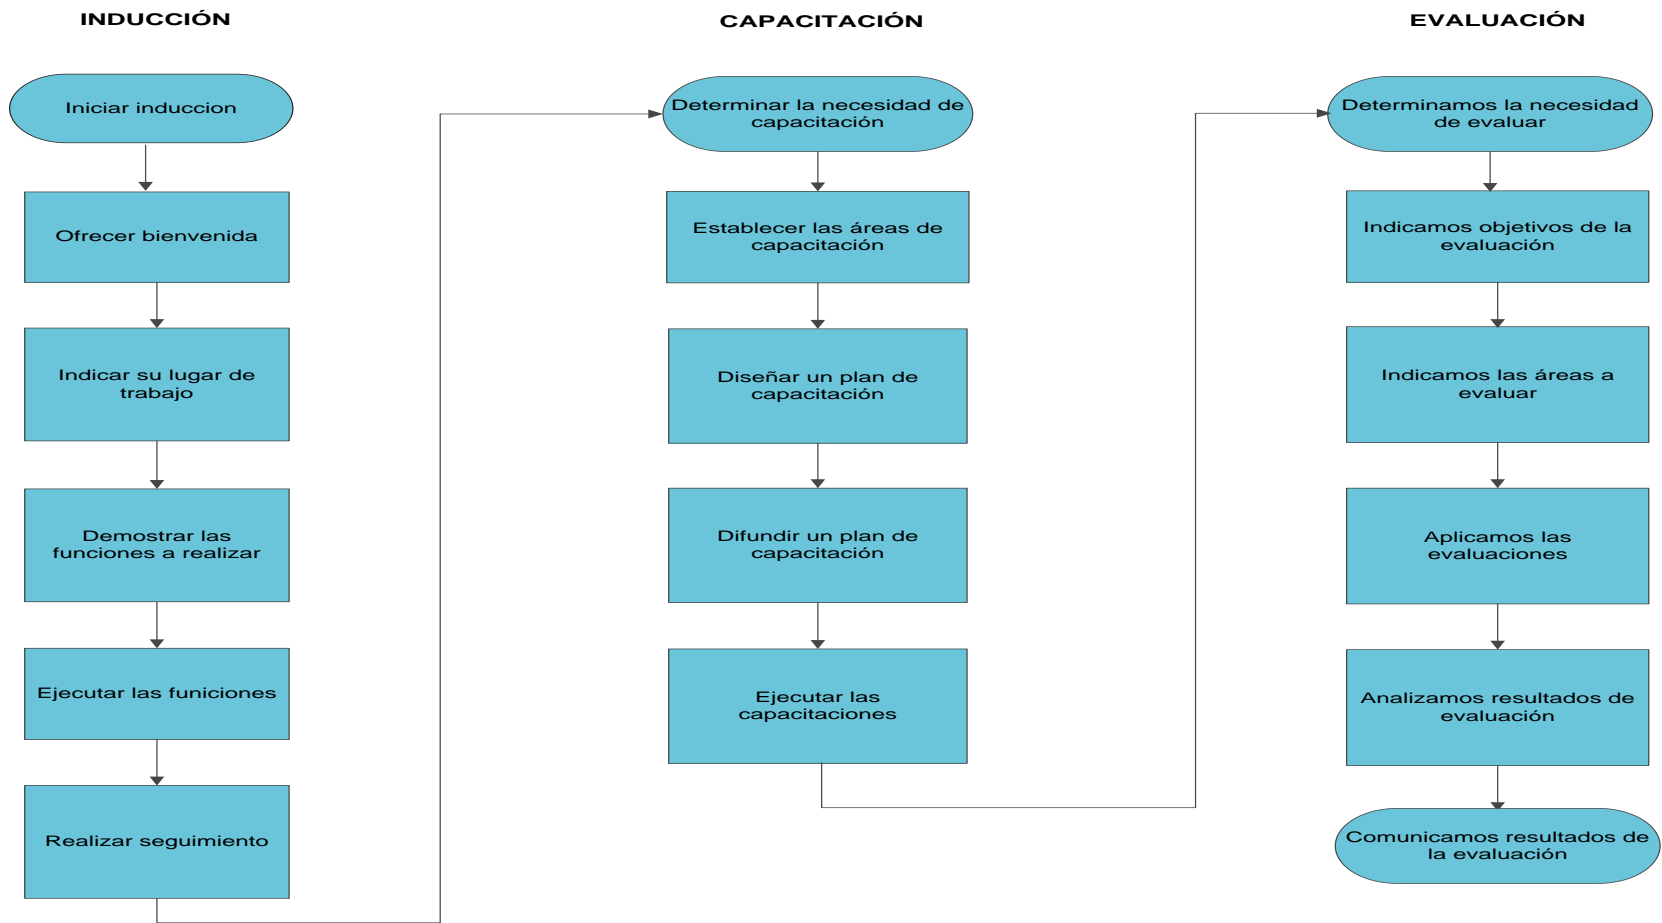 INDUCCIÓN
Iniciar induccion
Ofrecer bienvenida
Indicar su lugar de
trabajo
Demostrar las
funciones a realizar
Ejecutar las funiciones
Realizar seguimiento
CAPACITACIÓN
Determinar la necesidad de
capacitación
Establecer las áreas de
capacitación
Diseñar un plan de
capacitación
Difundir un plan de
capacitación
Ejecutar las
capacitaciones
EVALUACIÓN
Determinamos la necesidad
de evaluar
Indicamos objetivos de la
evaluación
Indicamos las áreas a
evaluar
Aplicamos las
evaluaciones
Analizamos resultados de
evaluación
Comunicamos resultados de
la evaluación